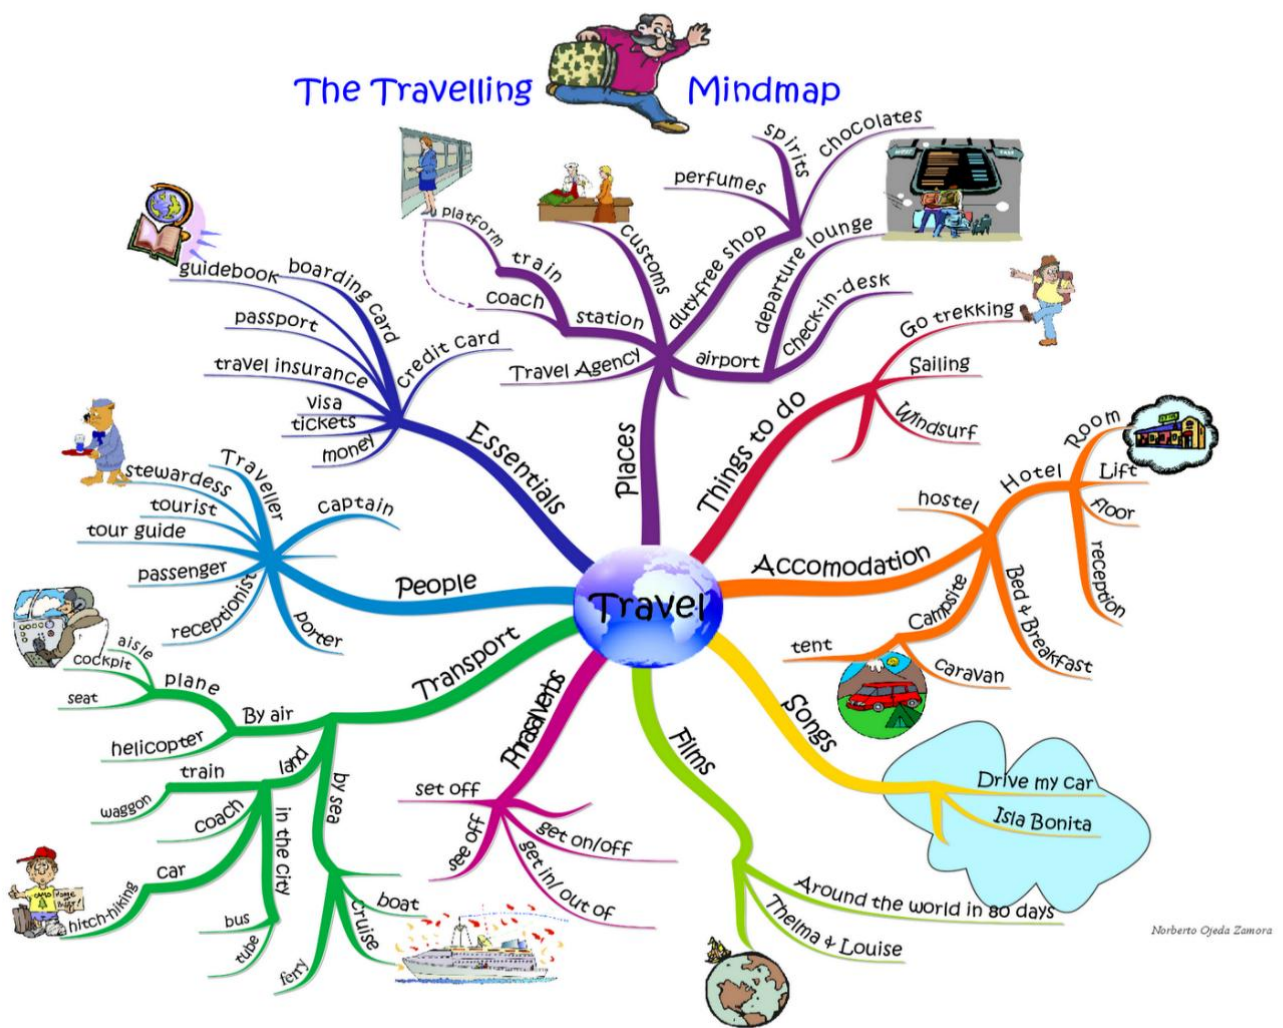 The Travelling Mindmap
Travel
Essentials
guidebook
boarding card
passport
credit card
travel insurance
visa
tickets
money
Places
platform
train
coach
station
Travel Agency
customs
duty-free shop
perfumes
spirits
chocolates
airport
departure lounge
check-in-desk
Things to do
Go trekking
Sailing
Windsurf
Accomodation
hostel
Hotel
Room
Lift
floor
reception
Bed & Breakfast
Campsite
tent
caravan
Songs
Drive my car
Isla Bonita
Films
Around the world in 80 days
Thelma & Louise
Phrasalverbs
set off
see off
get in/ out of
get on/off
Transport
By air
plane
aisle
cockpit
seat
helicopter
land
train
waggon
coach
car
hitch-hiking
in the city
bus
tube
by sea
boat
cruise
ferry
People
Traveller
stewardess
tourist
tour guide
passenger
receptionist
porter
captain
Norberto Ojeda Zamora